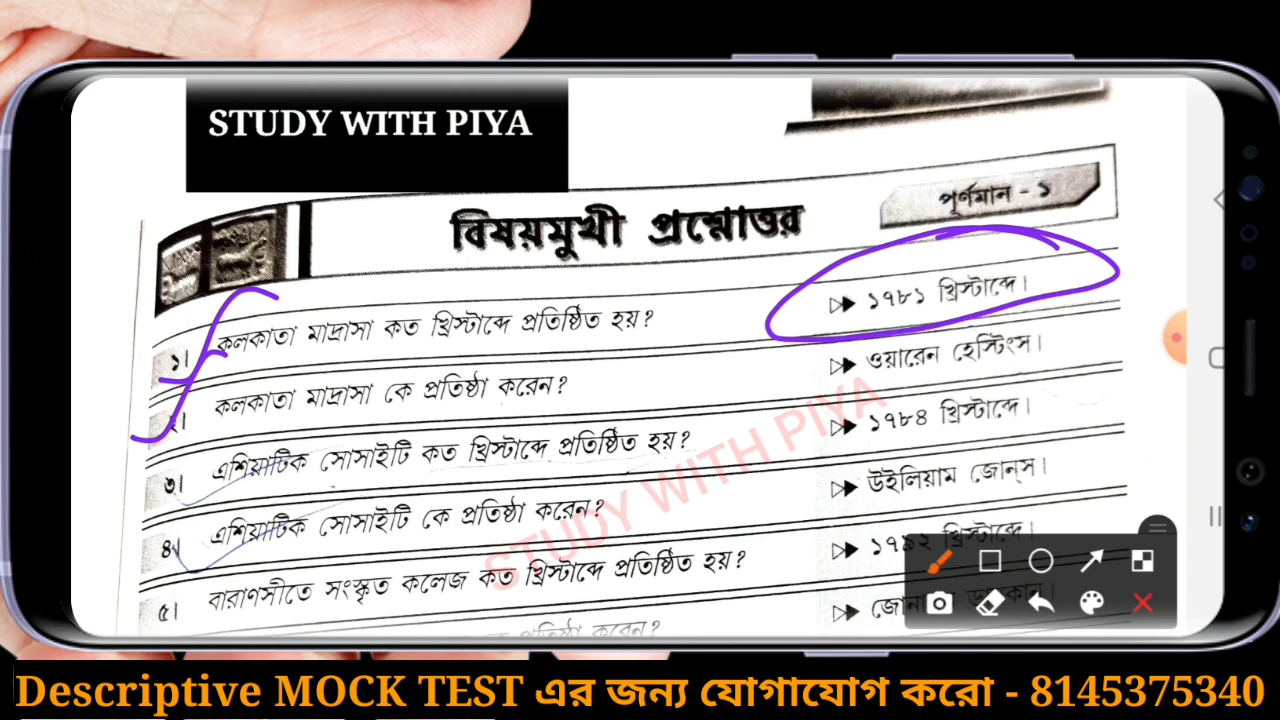 STUDY WITH PIYA
পূর্ণমান - ১
বিষয়মুখী প্রশ্নোত্তর
১। কলকাতা মাদ্রাসা কত খ্রিস্টাব্দে প্রতিষ্ঠিত হয়? ১৭৮১ খ্রিস্টাব্দে।
২। কলকাতা মাদ্রাসা কে প্রতিষ্ঠা করেন? ওয়ারেন হেস্টিংস।
৩। এশিয়াটিক সোসাইটি কত খ্রিস্টাব্দে প্রতিষ্ঠিত হয়? ১৭৮৪ খ্রিস্টাব্দে।
৪। এশিয়াটিক সোসাইটি কে প্রতিষ্ঠা করেন? উইলিয়াম জোন্‌স।
৫। বারাণসীতে সংস্কৃত কলেজ কত খ্রিস্টাব্দে প্রতিষ্ঠিত হয়? ১৭৯২ খ্রিস্টাব্দে।
প্রতিষ্ঠা করেন?
STUDY WITH PIYA
Descriptive MOCK TEST এর জন্য যোগাযোগ করো - 8145375340